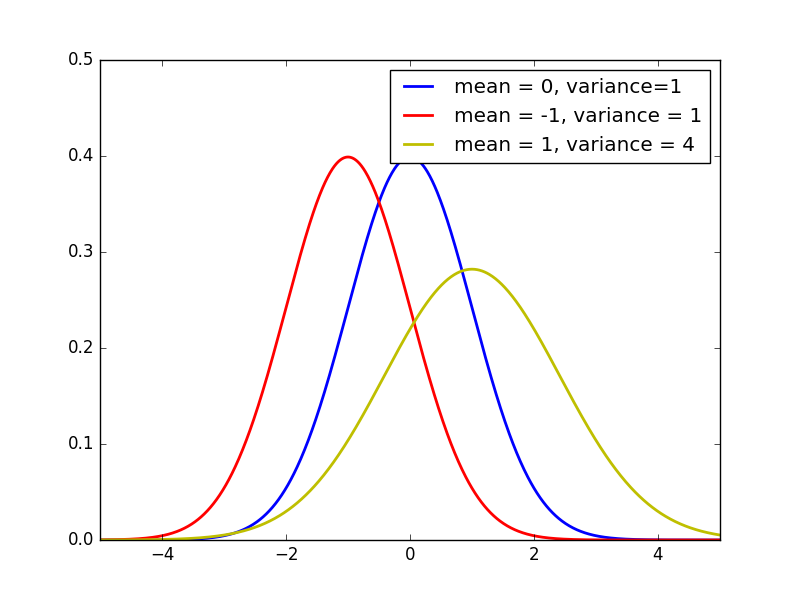 0.5
mean = 0, variance=1
mean = -1, variance = 1
mean = 1, variance = 4
0.4
0.3
0.2
0.1
0.0
−4 −2 0 2 4